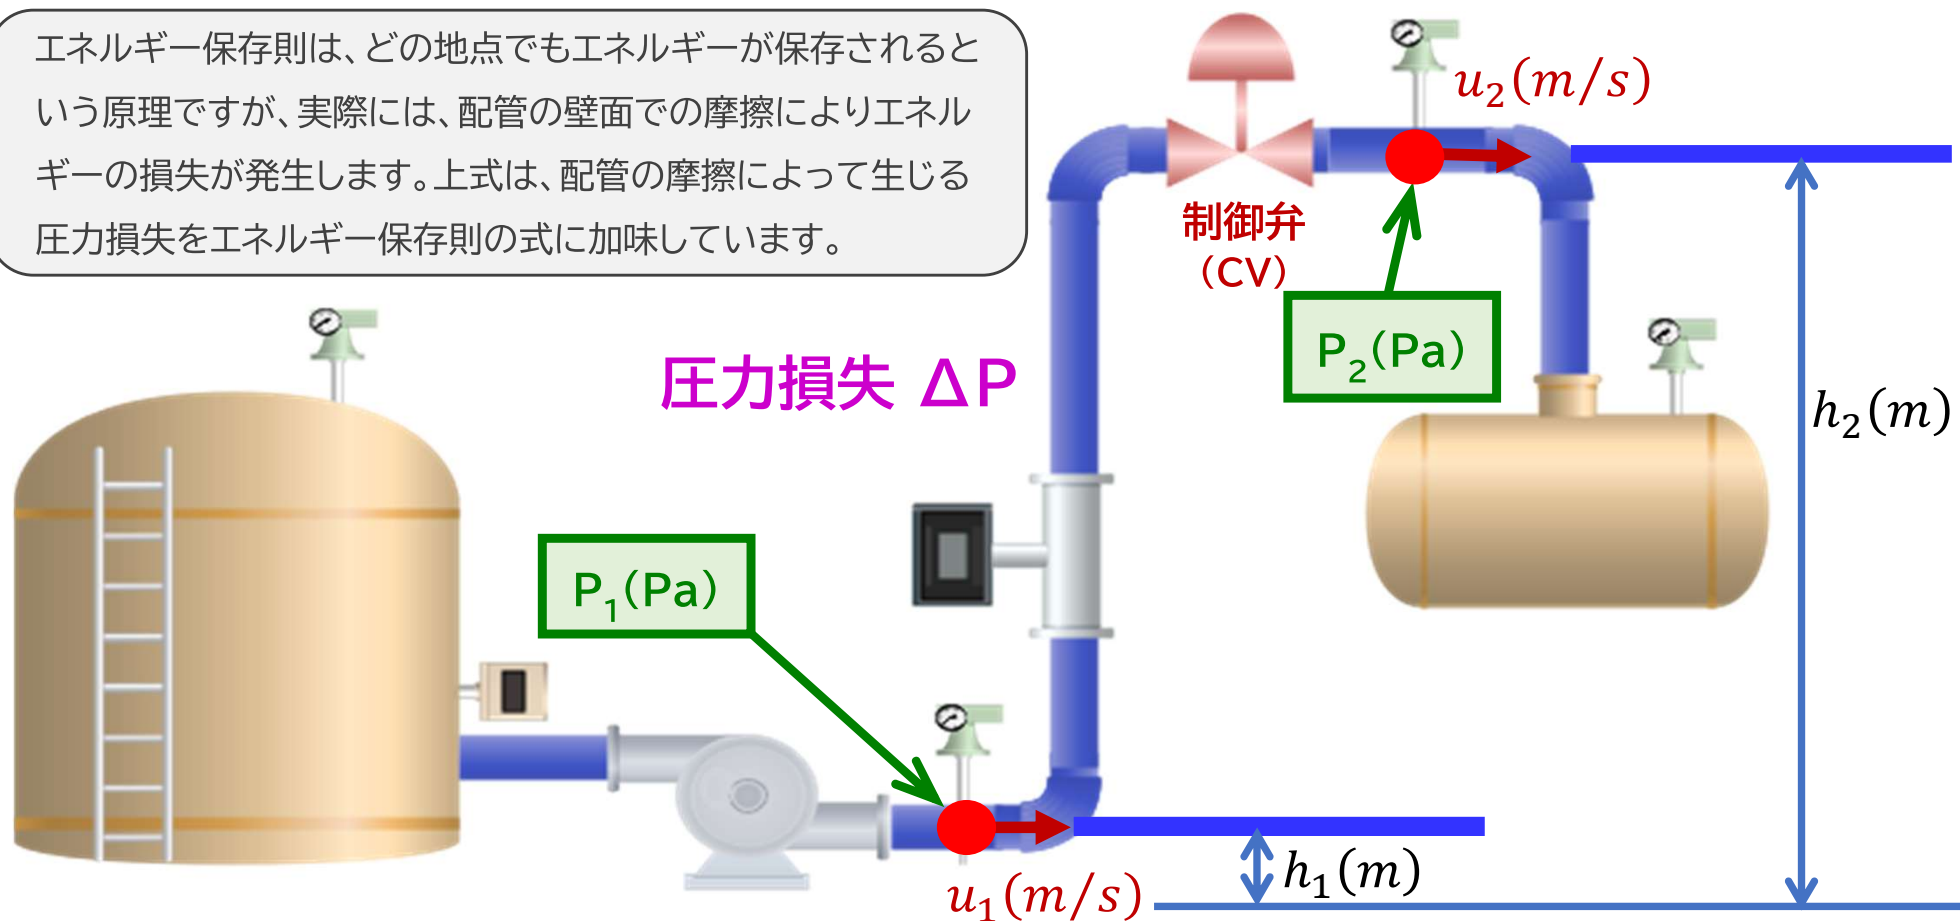 エネルギー保存則は、どの地点でもエネルギーが保存されると
いう原理ですが、実際には、配管の壁面での摩擦によりエネル
ギーの損失が発生します。上式は、配管の摩擦によって生じる
圧力損失をエネルギー保存則の式に加味しています。
u₂(m/s)
制御弁
（CV）
P₂(Pa)
圧力損失 ΔP
h₂(m)
P₁(Pa)
h₁(m)
u₁(m/s)